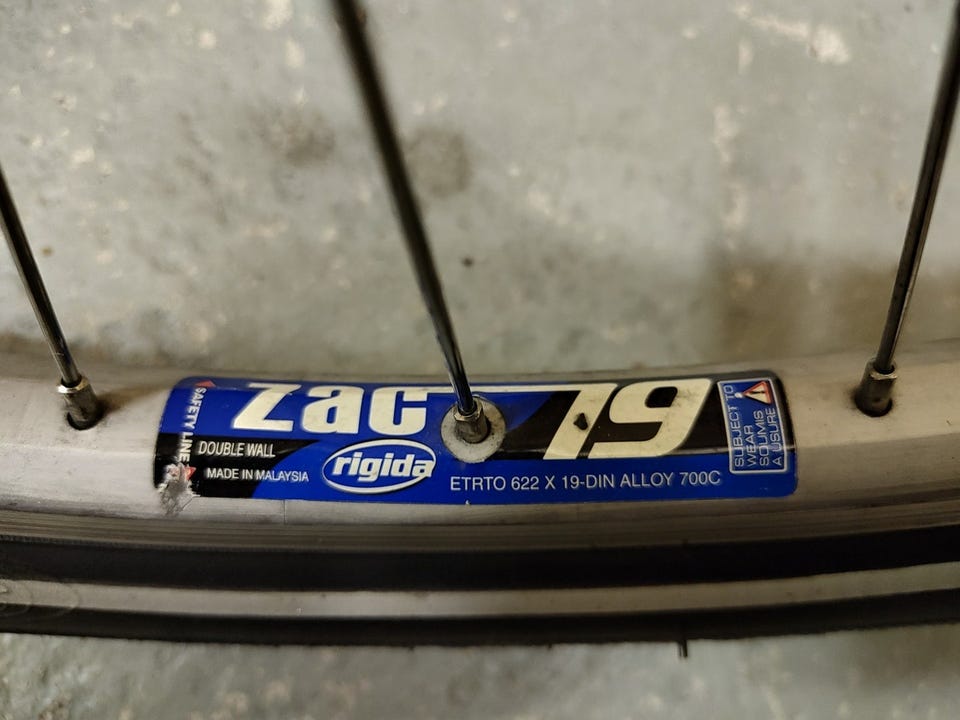 SAFETY LINE
zac 19
DOUBLE WALL
MADE IN MALAYSIA
rigida
ETRTO 622 X 19-DIN ALLOY 700C
SUBJECT TO
WEAR
SOUMIS
A USURE